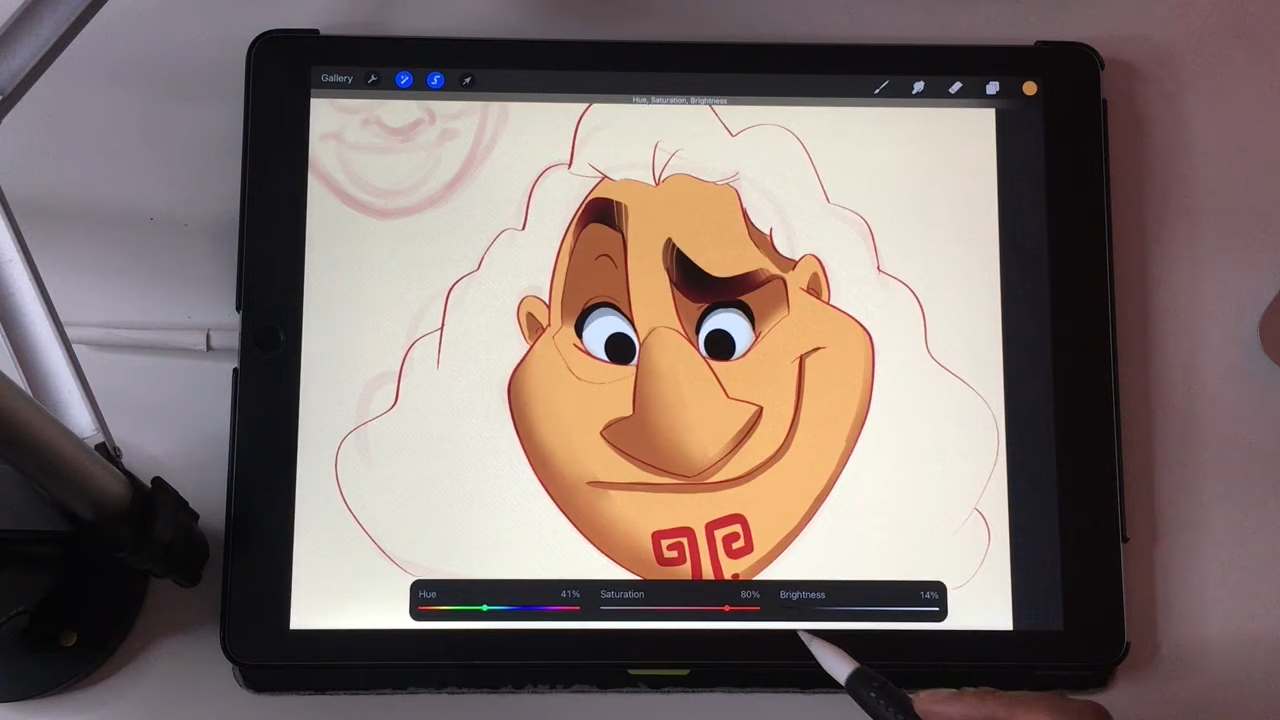 Gallery
Hue, Saturation, Brightness
Hue 41% Saturation 80% Brightness 14%